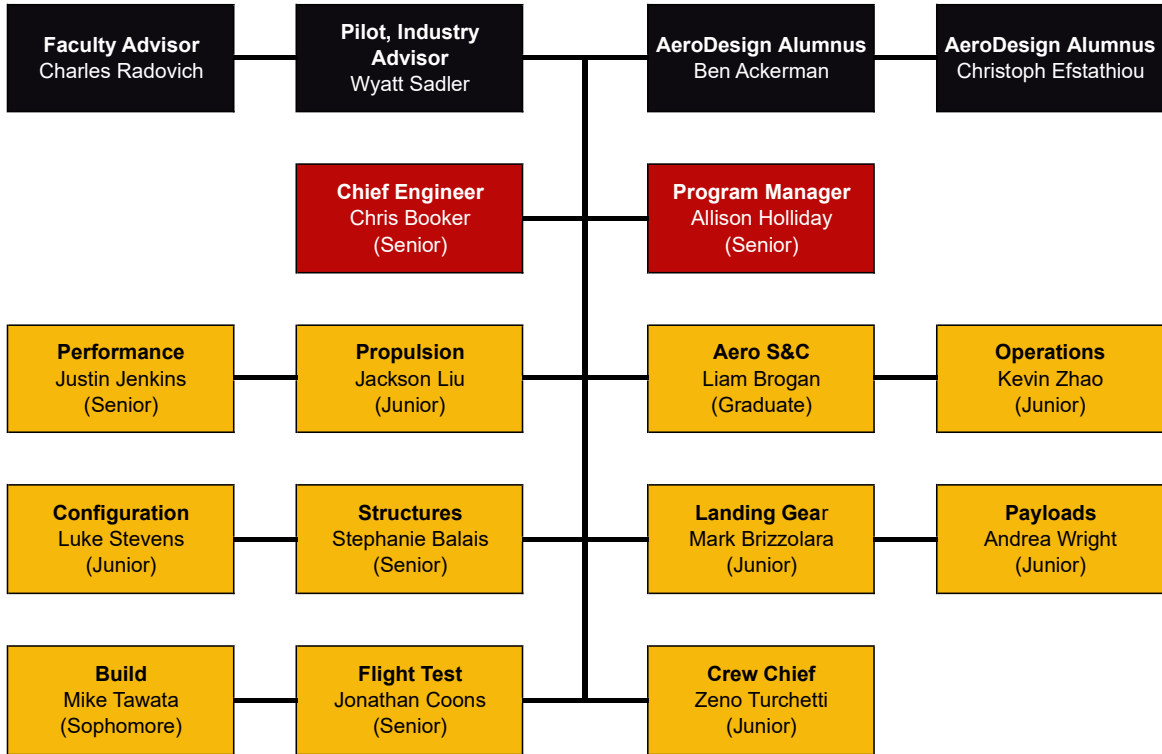 Faculty Advisor
Charles Radovich
Pilot, Industry
Advisor
Wyatt Sadler
AeroDesign Alumnus
Ben Ackerman
AeroDesign Alumnus
Christoph Efstathiou
Chief Engineer
Chris Booker
(Senior)
Program Manager
Allison Holliday
(Senior)
Performance
Justin Jenkins
(Senior)
Propulsion
Jackson Liu
(Junior)
Aero S&C
Liam Brogan
(Graduate)
Operations
Kevin Zhao
(Junior)
Configuration
Luke Stevens
(Junior)
Structures
Stephanie Balais
(Senior)
Landing Gear
Mark Brizzolara
(Junior)
Payloads
Andrea Wright
(Junior)
Build
Mike Tawata
(Sophomore)
Flight Test
Jonathan Coons
(Senior)
Crew Chief
Zeno Turchetti
(Junior)